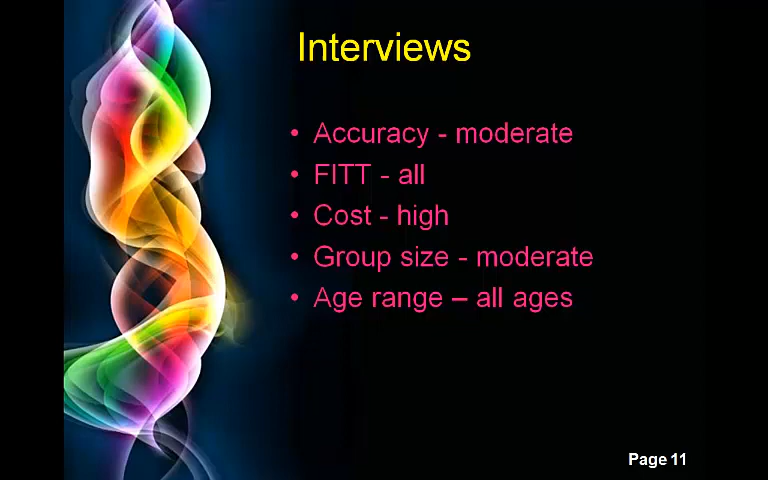 Interviews
• Accuracy - moderate
• FITT - all
• Cost - high
• Group size - moderate
• Age range – all ages
Page 11